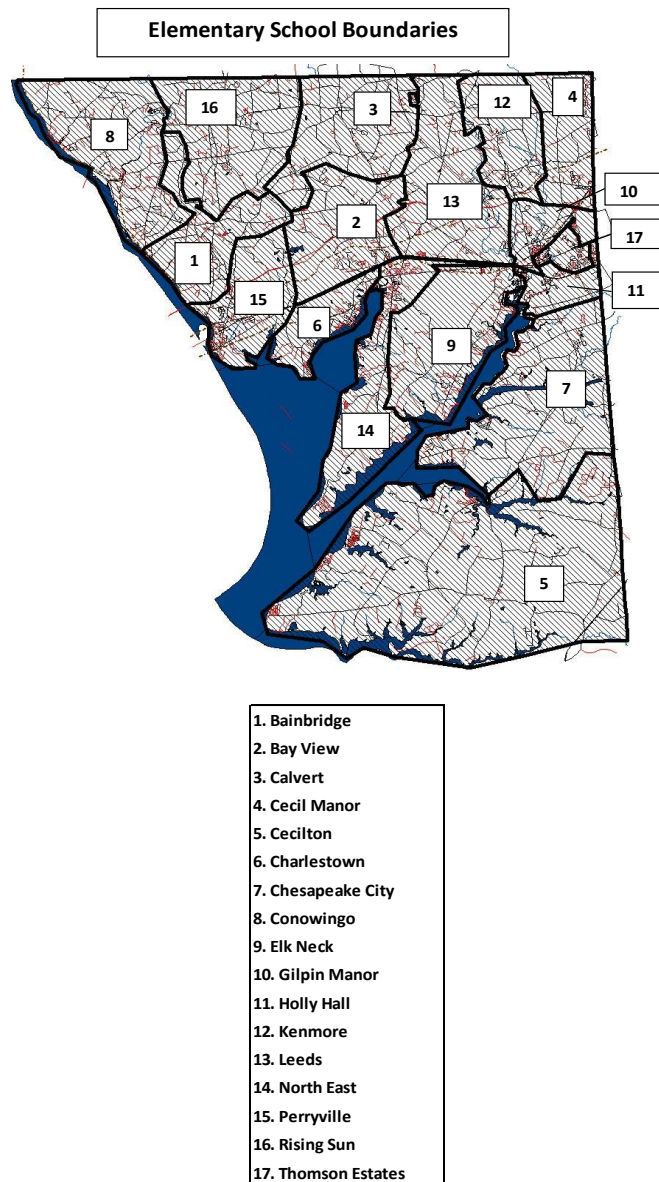 Elementary School Boundaries
16
3
12
4
8
10
13
2
17
1
11
15
6
9
7
14
5
1. Bainbridge
2. Bay View
3. Calvert
4. Cecil Manor
5. Cecilton
6. Charlestown
7. Chesapeake City
8. Conowingo
9. Elk Neck
10. Gilpin Manor
11. Holly Hall
12. Kenmore
13. Leeds
14. North East
15. Perryville
16. Rising Sun
17. Thomson Estates